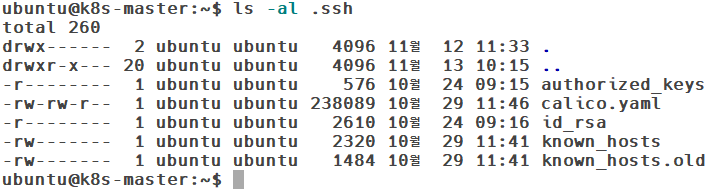 ubuntu@k8s-master:~$ ls -al .ssh
total 260
drwx------  2 ubuntu ubuntu   4096 11월  12 11:33 .
drwxr-x--- 20 ubuntu ubuntu   4096 11월  13 10:15 ..
-r--------  1 ubuntu ubuntu    576 10월  24 09:15 authorized_keys
-rw-rw-r--  1 ubuntu ubuntu 238089 10월  29 11:46 calico.yaml
-r--------  1 ubuntu ubuntu   2610 10월  24 09:16 id_rsa
-rw-------  1 ubuntu ubuntu   2320 10월  29 11:41 known_hosts
-rw-------  1 ubuntu ubuntu   1484 10월  29 11:41 known_hosts.old
ubuntu@k8s-master:~$